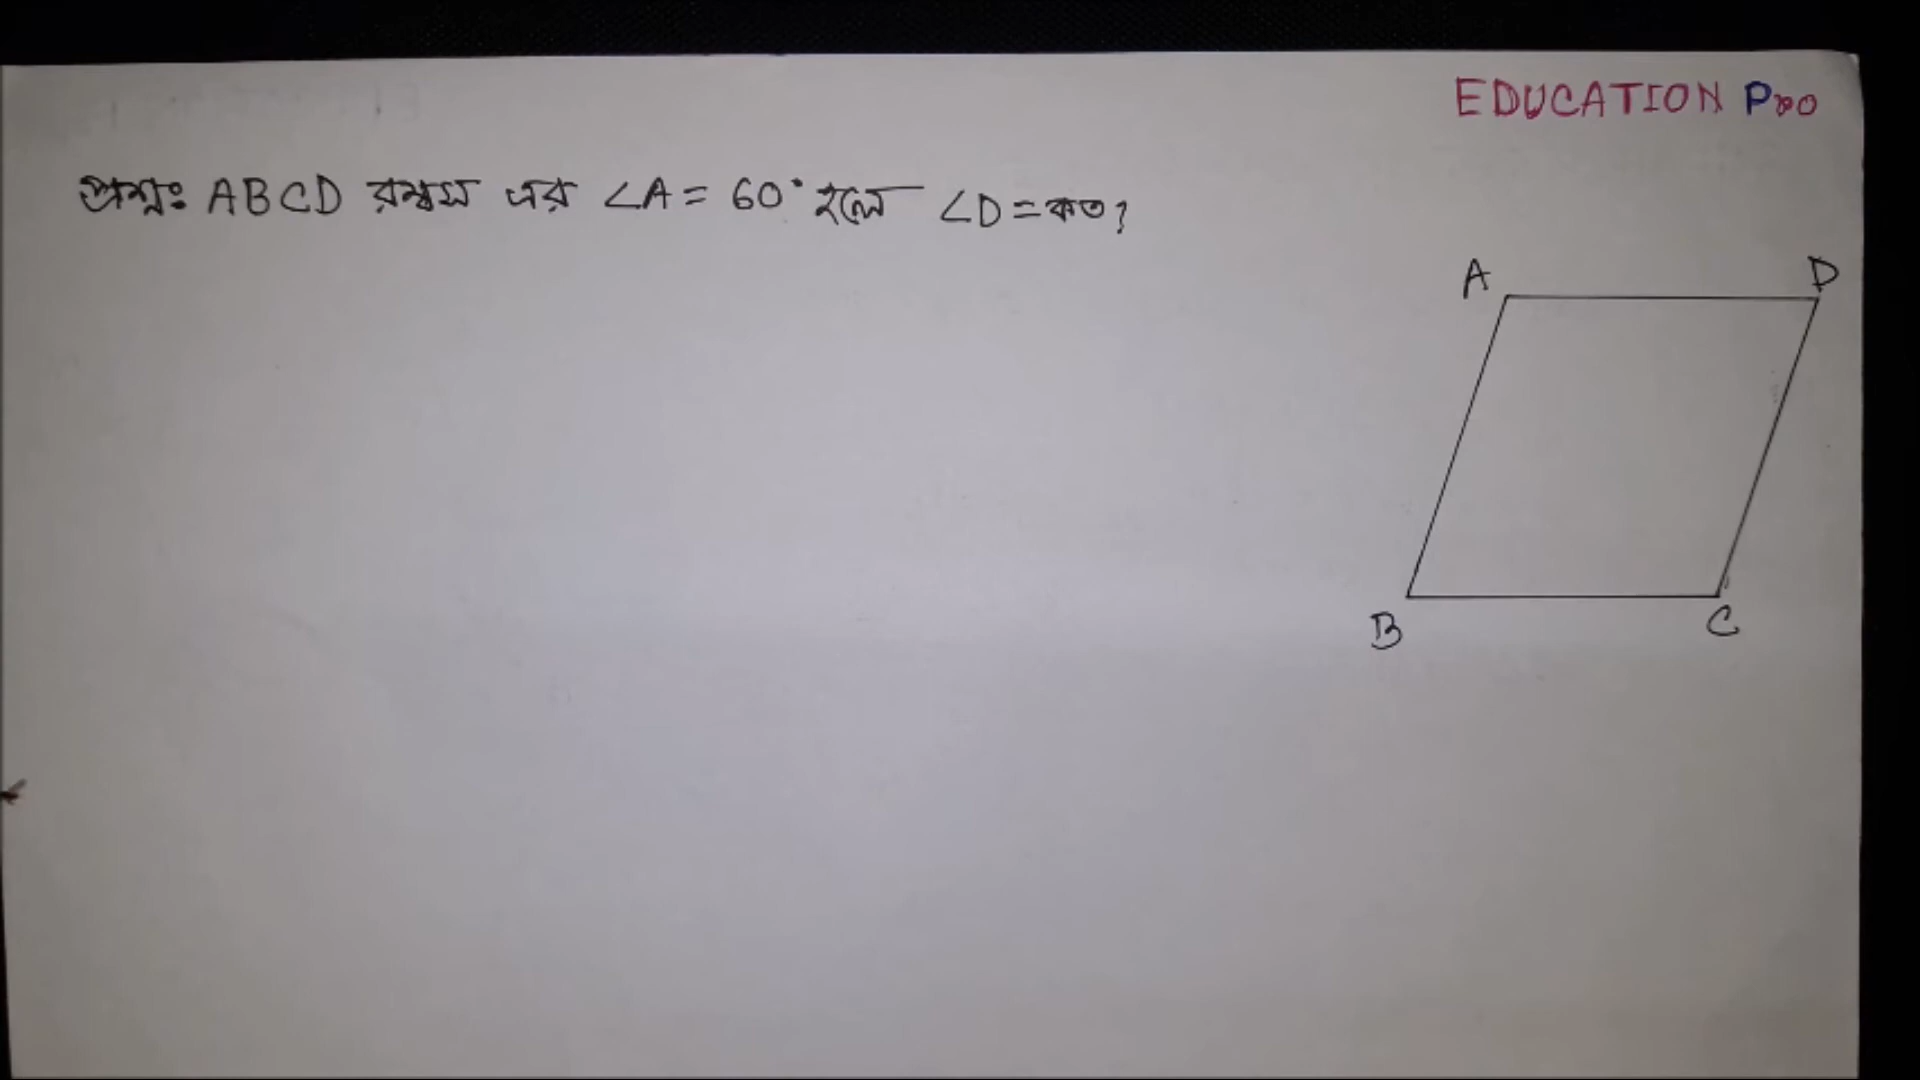 EDUCATION Pro
প্রশ্নঃ ABCD রম্বস এর ∠A = 60° হলে ∠D = কত?
A D
B C